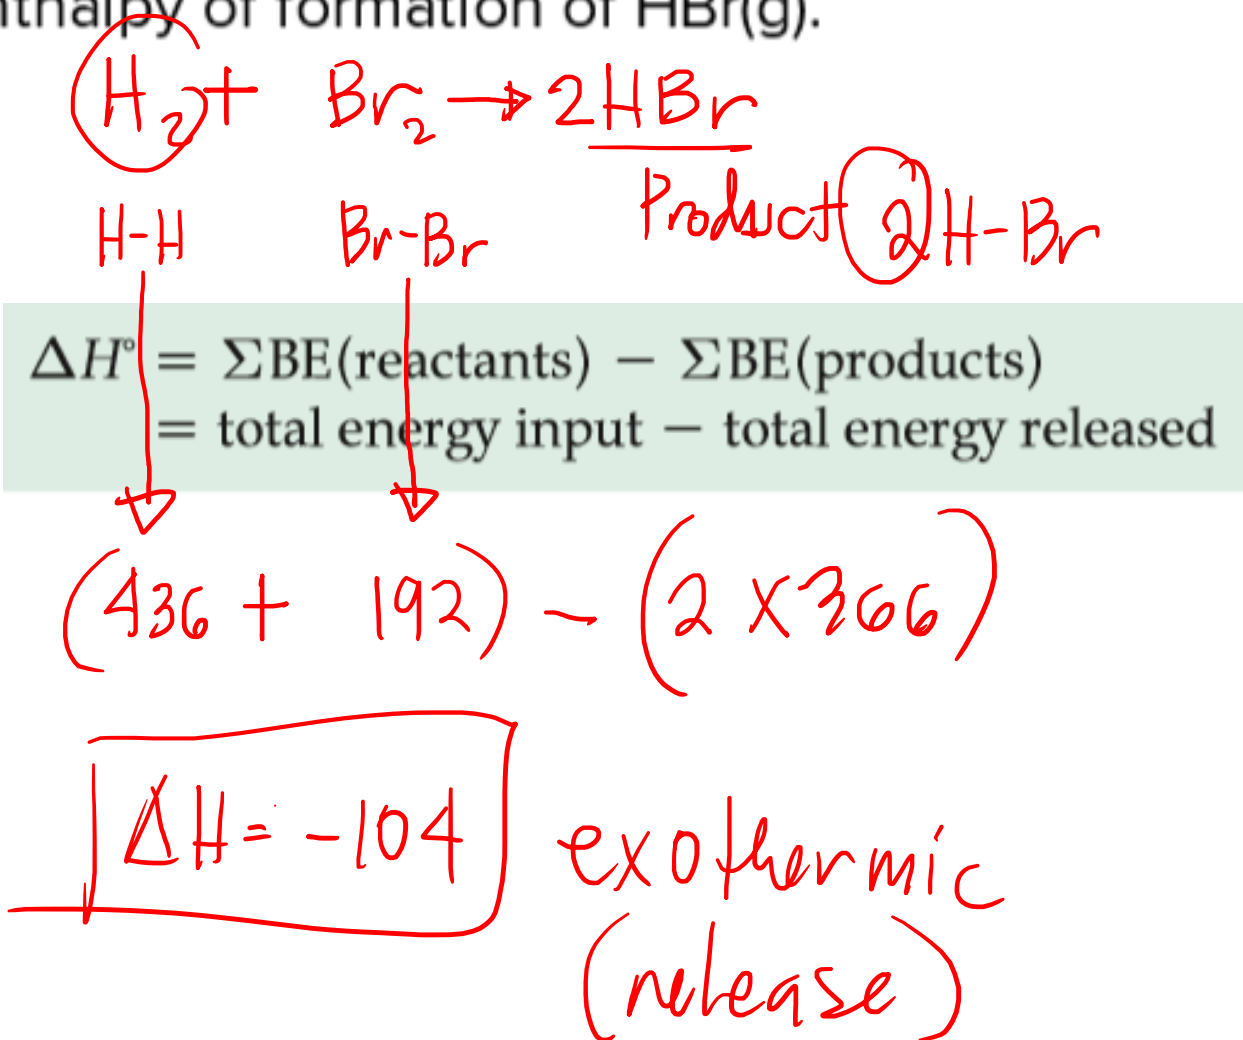 nthalpy of formation of HBr(g).
H₂ + Br₂ → 2HBr
Product
H-H Br-Br 2H-Br
ΔH° = ΣBE(reactants) − ΣBE(products)
= total energy input − total energy released
(436 + 192) − (2 × 366)
ΔH = −104 exothermic
(release)